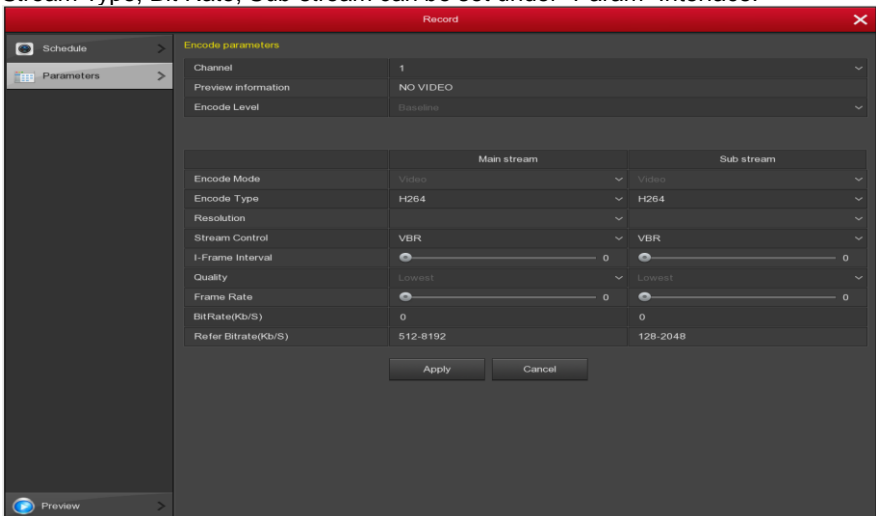 Stream Type, Bit Rate, Sub-stream can be set under "Param" interface.
Record
Schedule
Parameters
Encode parameters
Channel 1
Preview information NO VIDEO
Encode Level Baseline
Main stream Sub stream
Encode Mode Video Video
Encode Type H264 H264
Resolution
Stream Control VBR VBR
I-Frame Interval 0 0
Quality Lowest Lowest
Frame Rate 0 0
BitRate(Kb/S) 0 0
Refer Bitrate(Kb/S) 512-8192 128-2048
Apply Cancel
Preview